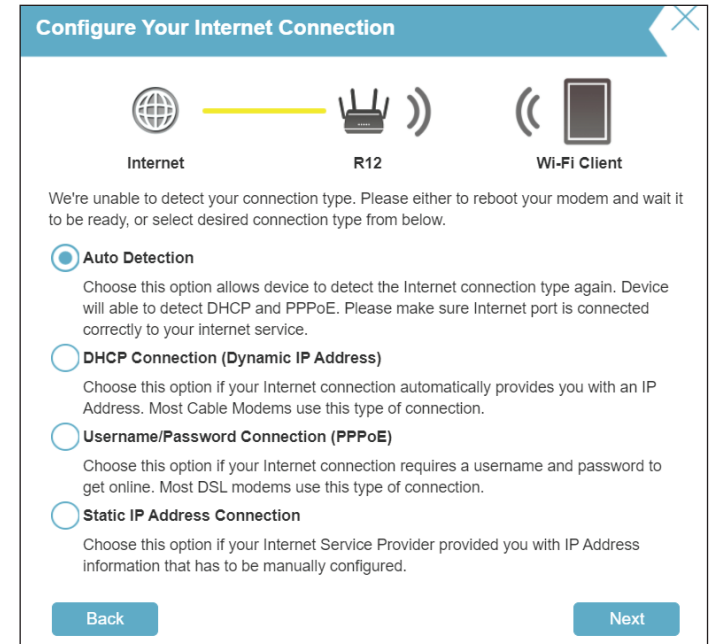 Configure Your Internet Connection
Internet R12 Wi-Fi Client
We're unable to detect your connection type. Please either to reboot your modem and wait it
to be ready, or select desired connection type from below.
Auto Detection
Choose this option allows device to detect the Internet connection type again. Device
will able to detect DHCP and PPPoE. Please make sure Internet port is connected
correctly to your internet service.
DHCP Connection (Dynamic IP Address)
Choose this option if your Internet connection automatically provides you with an IP
Address. Most Cable Modems use this type of connection.
Username/Password Connection (PPPoE)
Choose this option if your Internet connection requires a username and password to
get online. Most DSL modems use this type of connection.
Static IP Address Connection
Choose this option if your Internet Service Provider provided you with IP Address
information that has to be manually configured.
Back Next